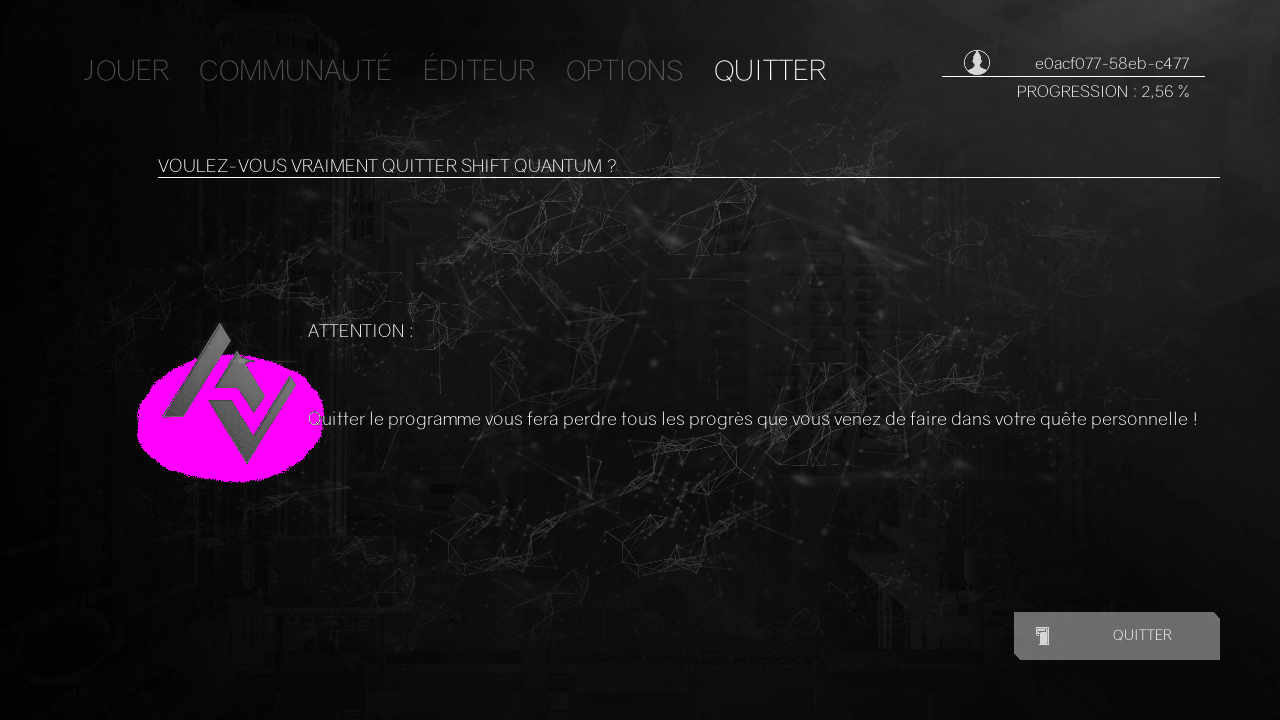 JOUER COMMUNAUTÉ ÉDITEUR OPTIONS QUITTER
e0acf077-58eb-c477
PROGRESSION : 2,56 %
VOULEZ-VOUS VRAIMENT QUITTER SHIFT QUANTUM ?
ATTENTION :
Quitter le programme vous fera perdre tous les progrès que vous venez de faire dans votre quête personnelle !
QUITTER